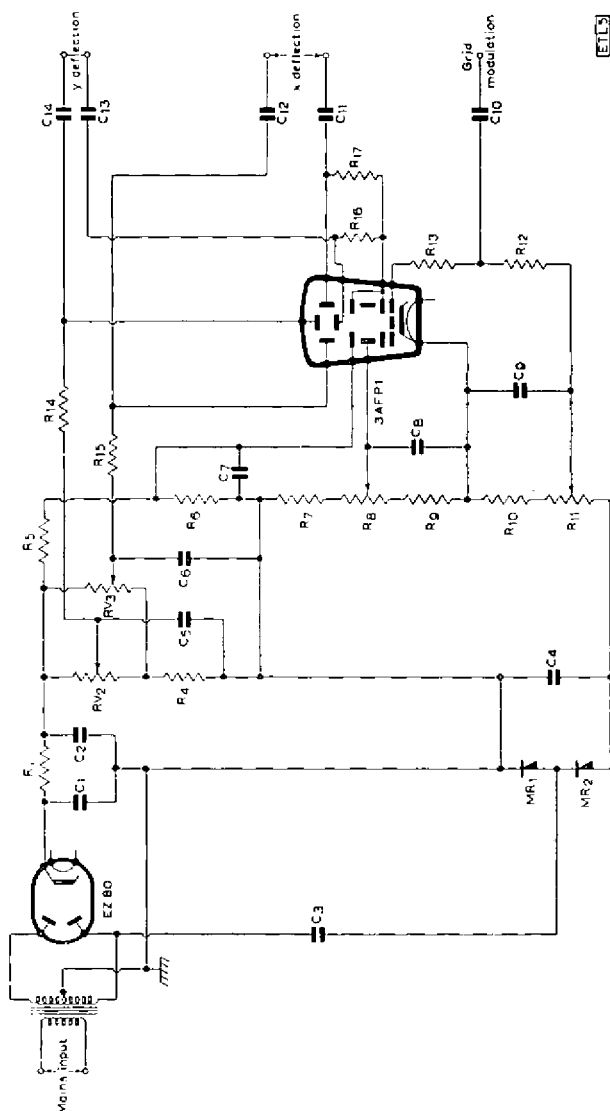 Mains input
EZ 80
R1
C1
C2
C3
RV2
R4
RV3
C5
C6
R5
R14
R15
C7
R6
R7
R8
R9
R10
R11
C4
MR1
MR2
C8
C9
3AFP1
R16
R17
R13
R12
C14
C13
y deflection
C12
C11
x deflection
C10
Grid
modulation
ETL5